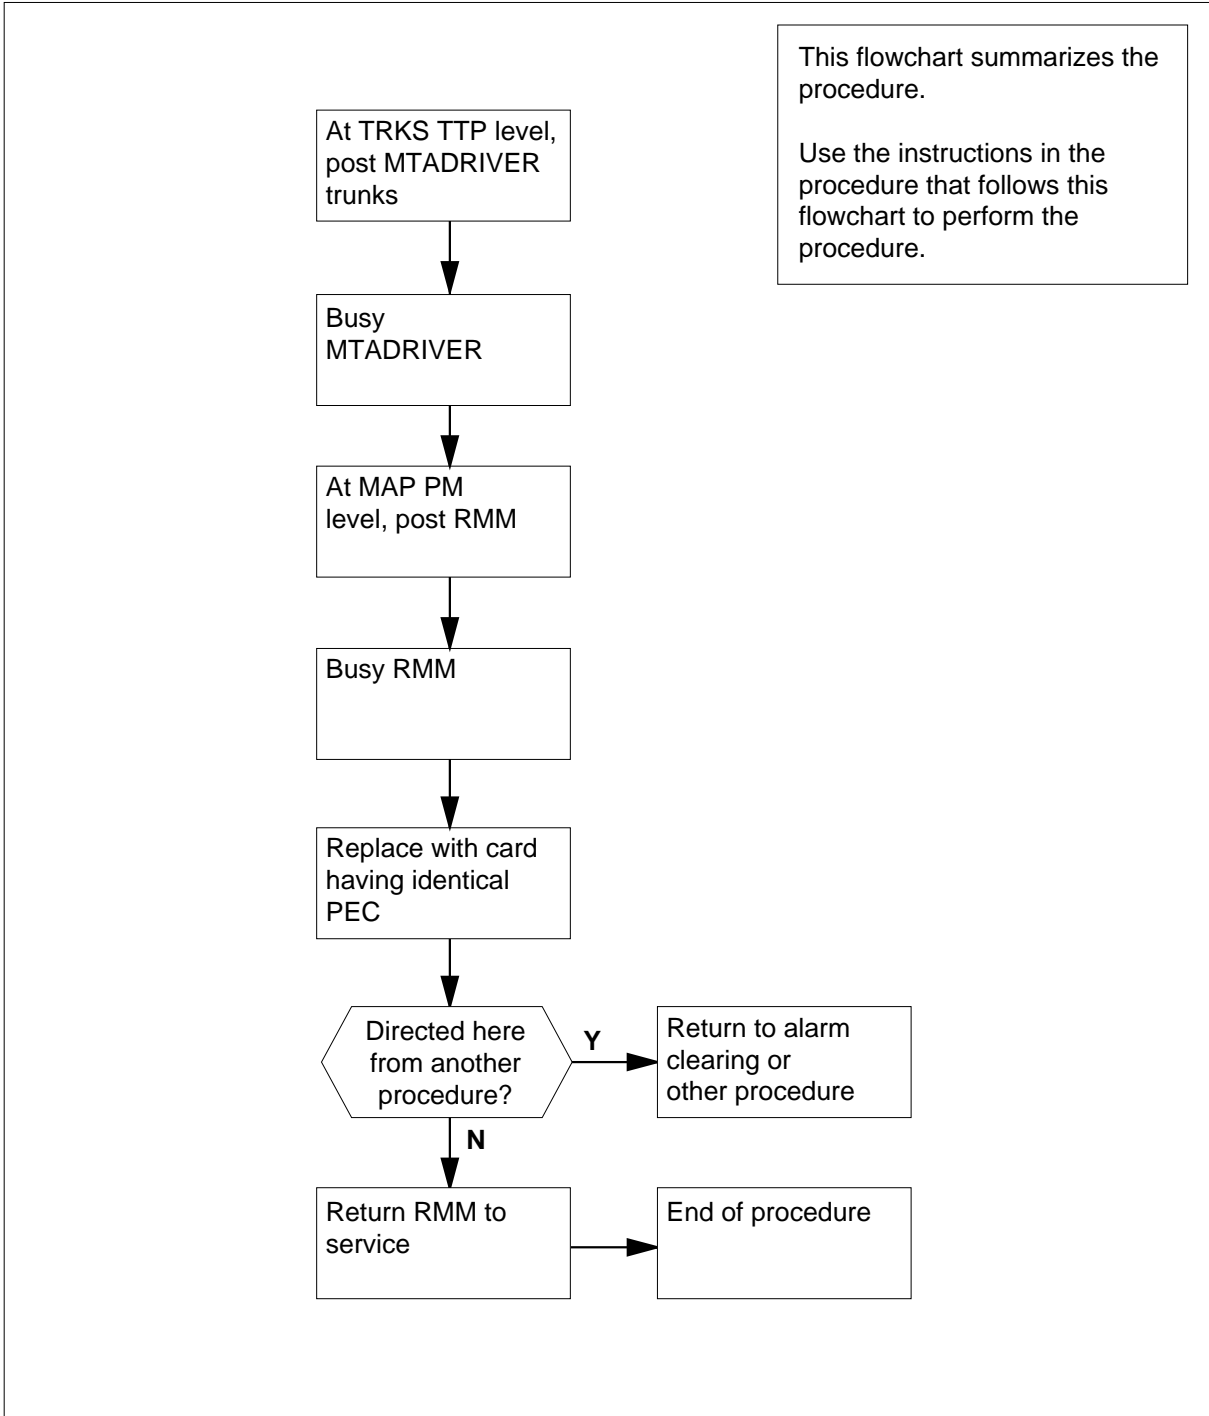 This flowchart summarizes the
procedure.
Use the instructions in the
procedure that follows this
flowchart to perform the
procedure.
At TRKS TTP level,
post MTADRIVER
trunks
Busy
MTADRIVER
At MAP PM
level, post RMM
Busy RMM
Replace with card
having identical
PEC
Directed here
from another
procedure?
Y
Return to alarm
clearing or
other procedure
N
Return RMM to
service
End of procedure